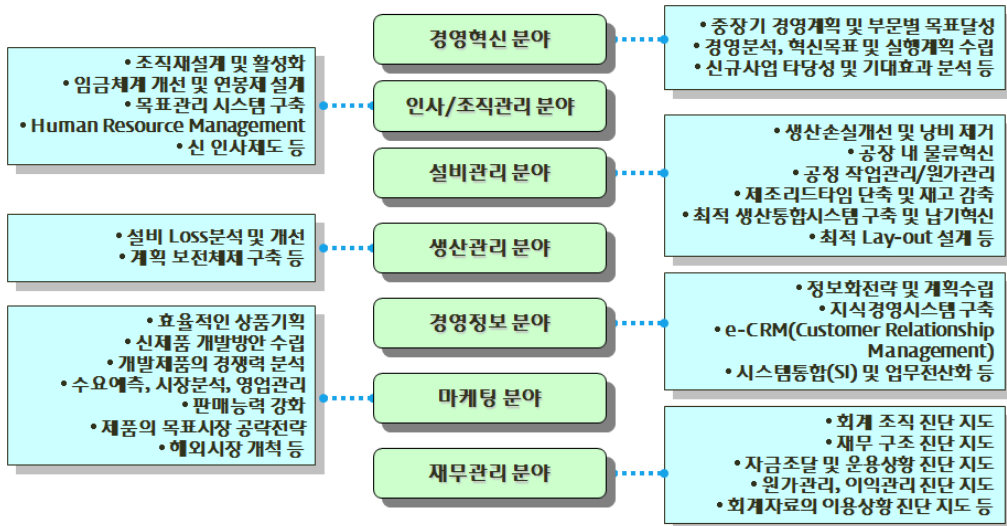 경영혁신 분야
• 중장기 경영계획 및 부문별 목표달성
• 경영분석, 혁신목표 및 실행계획 수립
• 신규사업 타당성 및 기대효과 분석 등
• 조직재설계 및 활성화
• 임금체계 개선 및 연봉제 설계
• 목표관리 시스템 구축
• Human Resource Management
• 신 인사제도 등
인사/조직관리 분야
설비관리 분야
• 생산손실개선 및 낭비 제거
• 공장 내 물류혁신
• 공정 작업관리/원가관리
• 제조리드타임 단축 및 재고 감축
• 최적 생산통합시스템 구축 및 납기혁신
• 최적 Lay-out 설계 등
• 설비 Loss분석 및 개선
• 계획 보전체제 구축 등
생산관리 분야
경영정보 분야
• 정보화전략 및 계획수립
• 지식경영시스템 구축
• e-CRM(Customer Relationship
Management)
• 시스템통합(SI) 및 업무전산화 등
• 효율적인 상품기획
• 신제품 개발방안 수립
• 개발제품의 경쟁력 분석
• 수요예측, 시장분석, 영업관리
• 판매능력 강화
• 제품의 목표시장 공략전략
• 해외시장 개척 등
마케팅 분야
재무관리 분야
• 회계 조직 진단 지도
• 재무 구조 진단 지도
• 자금조달 및 운용상황 진단 지도
• 원가관리, 이익관리 진단 지도
• 회계자료의 이용상황 진단 지도 등